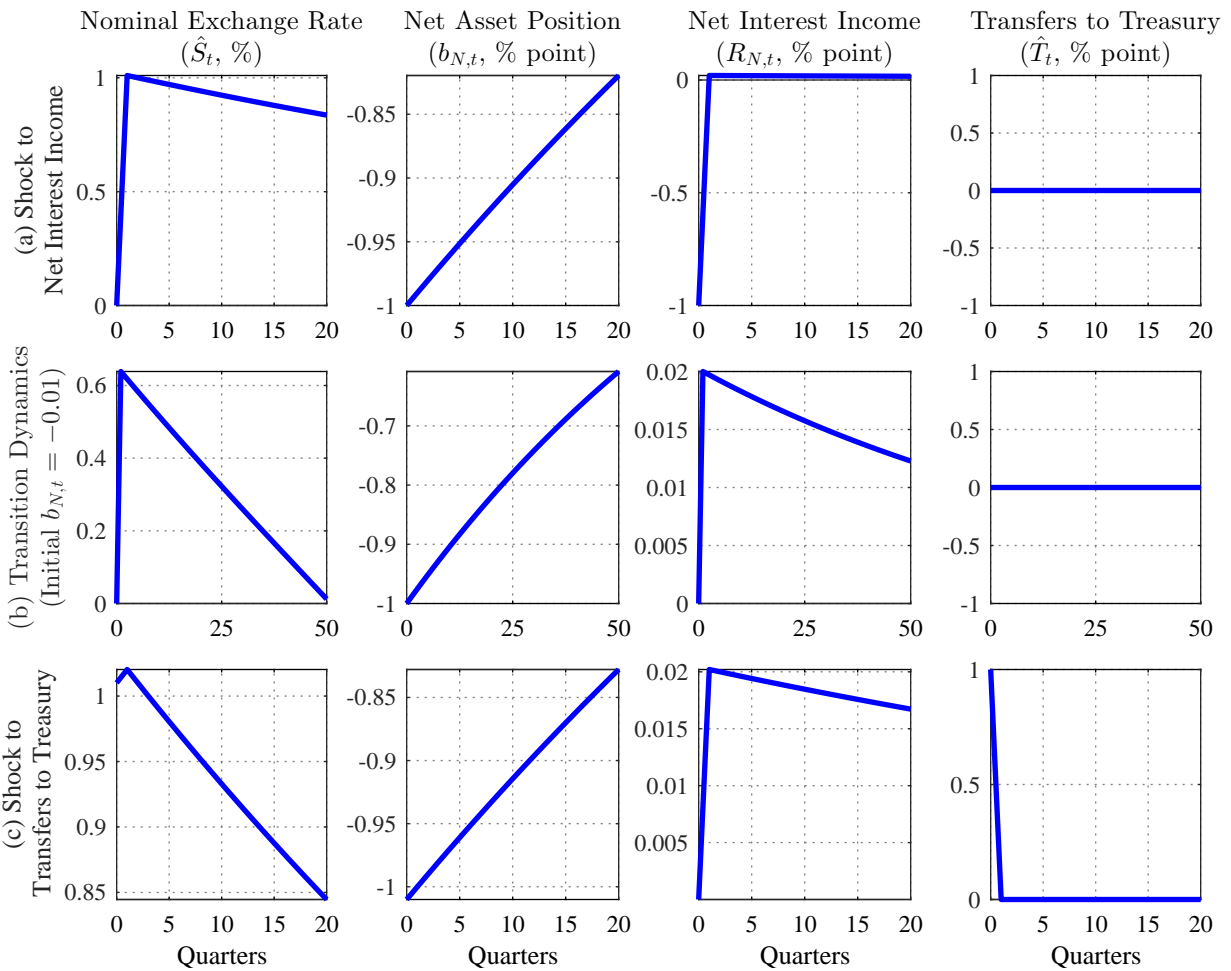 Nominal Exchange Rate
(Ŝ_t, %)
Net Asset Position
(b_{N,t}, % point)
Net Interest Income
(R_{N,t}, % point)
Transfers to Treasury
(T̂_t, % point)
(a) Shock to
Net Interest Income
1
0.5
0
0 5 10 15 20
-0.85
-0.9
-0.95
-1
0 5 10 15 20
0
-0.5
-1
0 5 10 15 20
1
0.5
0
-0.5
-1
0 5 10 15 20
(b) Transition Dynamics
(Initial b_{N,t} = −0.01)
0.6
0.4
0.2
0
0 25 50
-0.7
-0.8
-0.9
-1
0 25 50
0.02
0.015
0.01
0.005
0
0 25 50
1
0.5
0
-0.5
-1
0 25 50
(c) Shock to
Transfers to Treasury
1
0.95
0.9
0.85
0 5 10 15 20
Quarters
-0.85
-0.9
-0.95
-1
0 5 10 15 20
Quarters
0.02
0.015
0.01
0.005
0 5 10 15 20
Quarters
1
0.5
0
0 5 10 15 20
Quarters